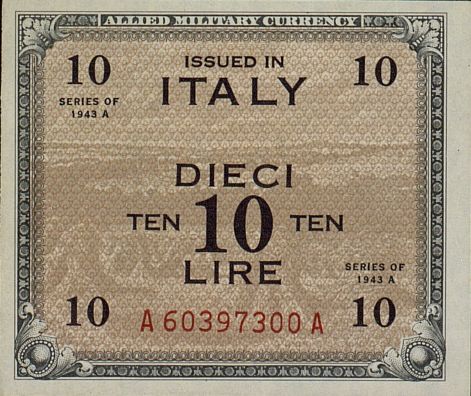 ALLIED MILITARY CURRENCY
10 ISSUED IN 10
ITALY
SERIES OF
1943 A
DIECI
TEN 10 TEN
LIRE
SERIES OF
1943 A
10 A 60397300 A 10